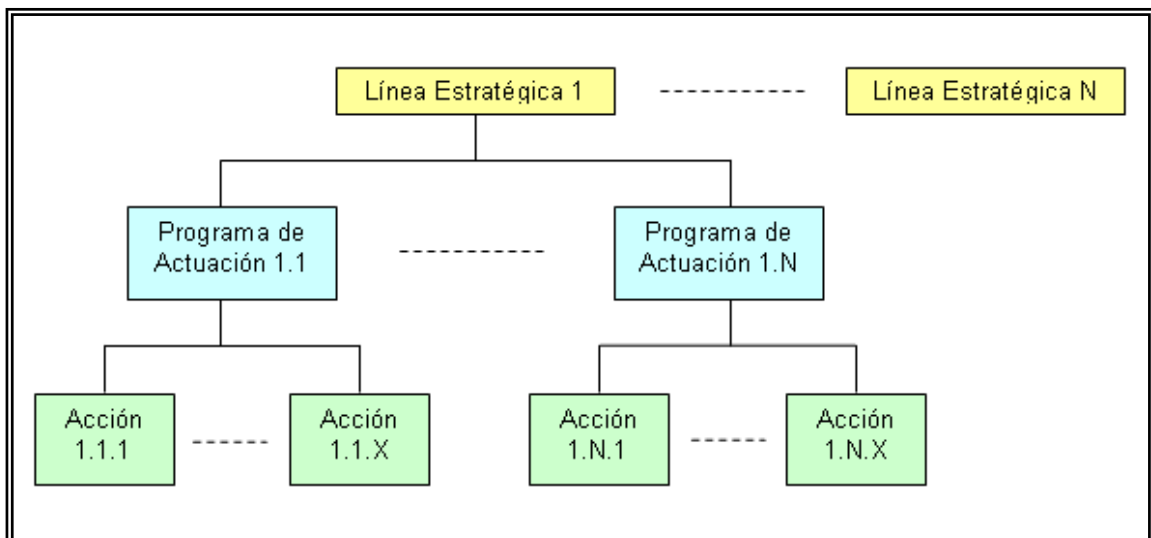 Línea Estratégica 1
Línea Estratégica N
Programa de
Actuación 1.1
Programa de
Actuación 1.N
Acción
1.1.1
Acción
1.1.X
Acción
1.N.1
Acción
1.N.X